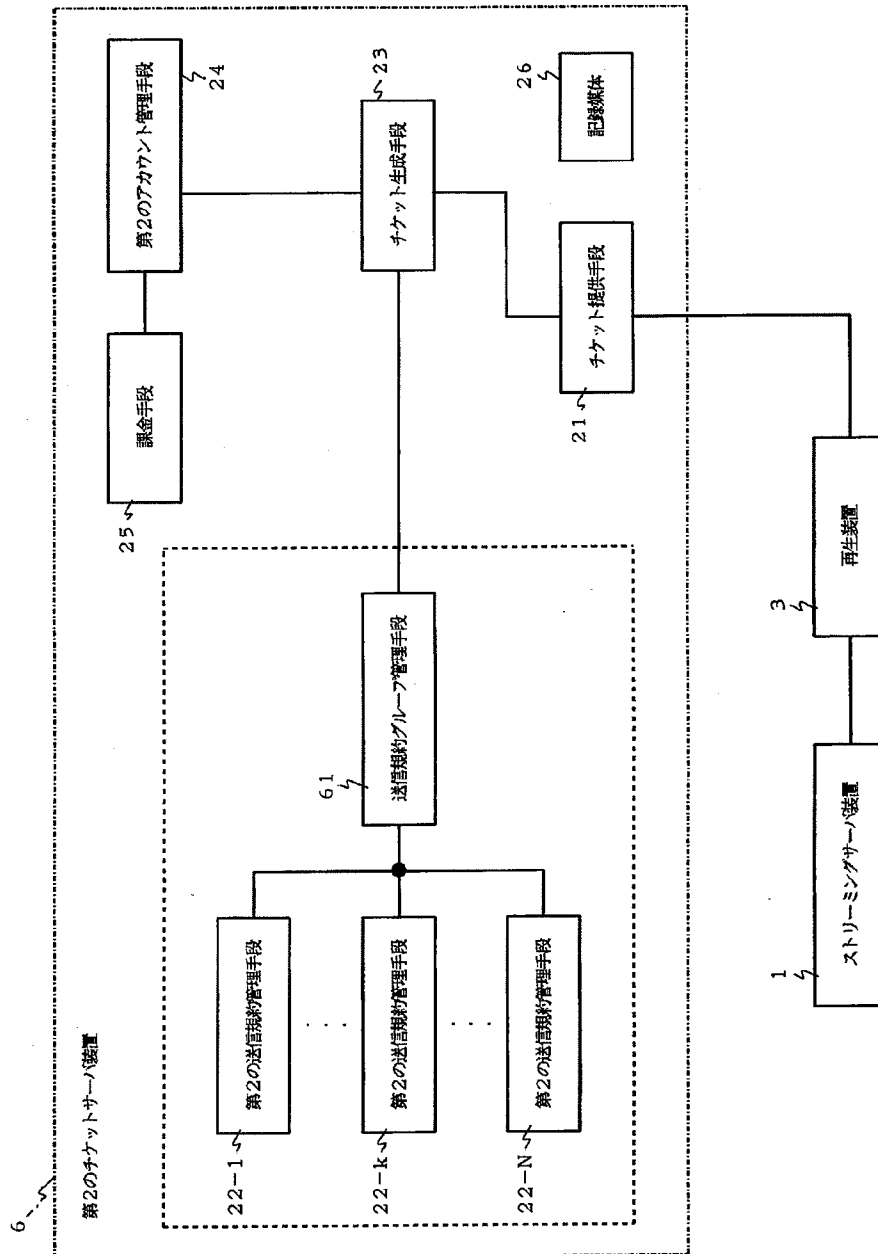 6
第2のチケットサーバ装置
22-1
第2の送信規約管理手段
22-k
第2の送信規約管理手段
22-N
第2の送信規約管理手段
61
送信規約グループ管理手段
25
課金手段
第2のアカウント管理手段
24
チケット生成手段
23
21
チケット提供手段
26
記録媒体
1
ストリーミングサーバ装置
3
再生装置